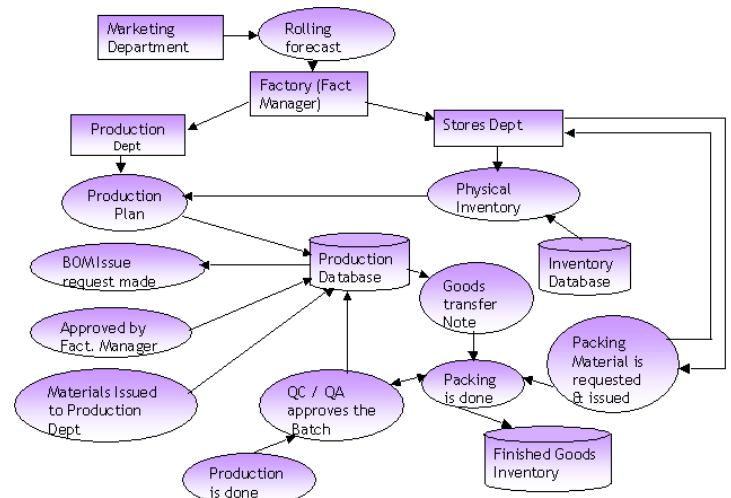 Marketing
Department
Rolling
forecast
Factory (Fact
Manager)
Production
Dept
Stores Dept
Production
Plan
Physical
Inventory
BOM Issue
request made
Production
Database
Goods
transfer
Note
Inventory
Database
Approved by
Fact. Manager
Packing
Material is
requested
& issued
Materials Issued
to Production
Dept
QC / QA
approves the
Batch
Packing
is done
Finished Goods
Inventory
Production
is done